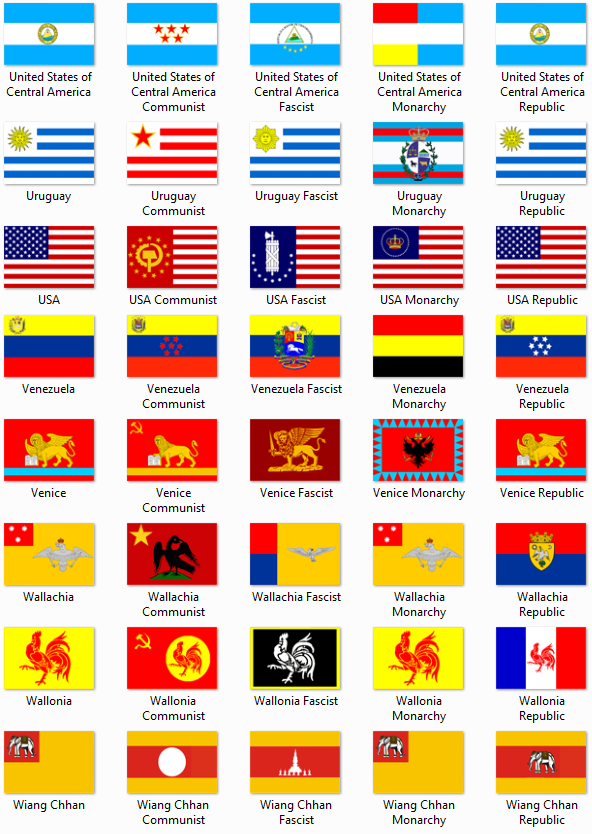 United States of
Central America
United States of
Central America
Communist
United States of
Central America
Fascist
United States of
Central America
Monarchy
United States of
Central America
Republic
Uruguay
Uruguay
Communist
Uruguay Fascist
Uruguay
Monarchy
Uruguay
Republic
USA
USA Communist
USA Fascist
USA Monarchy
USA Republic
Venezuela
Venezuela
Communist
Venezuela Fascist
Venezuela
Monarchy
Venezuela
Republic
Venice
Venice
Communist
Venice Fascist
Venice Monarchy
Venice Republic
Wallachia
Wallachia
Communist
Wallachia Fascist
Wallachia
Monarchy
Wallachia
Republic
Wallonia
Wallonia
Communist
Wallonia Fascist
Wallonia
Monarchy
Wallonia
Republic
Wiang Chhan
Wiang Chhan
Communist
Wiang Chhan
Fascist
Wiang Chhan
Monarchy
Wiang Chhan
Republic